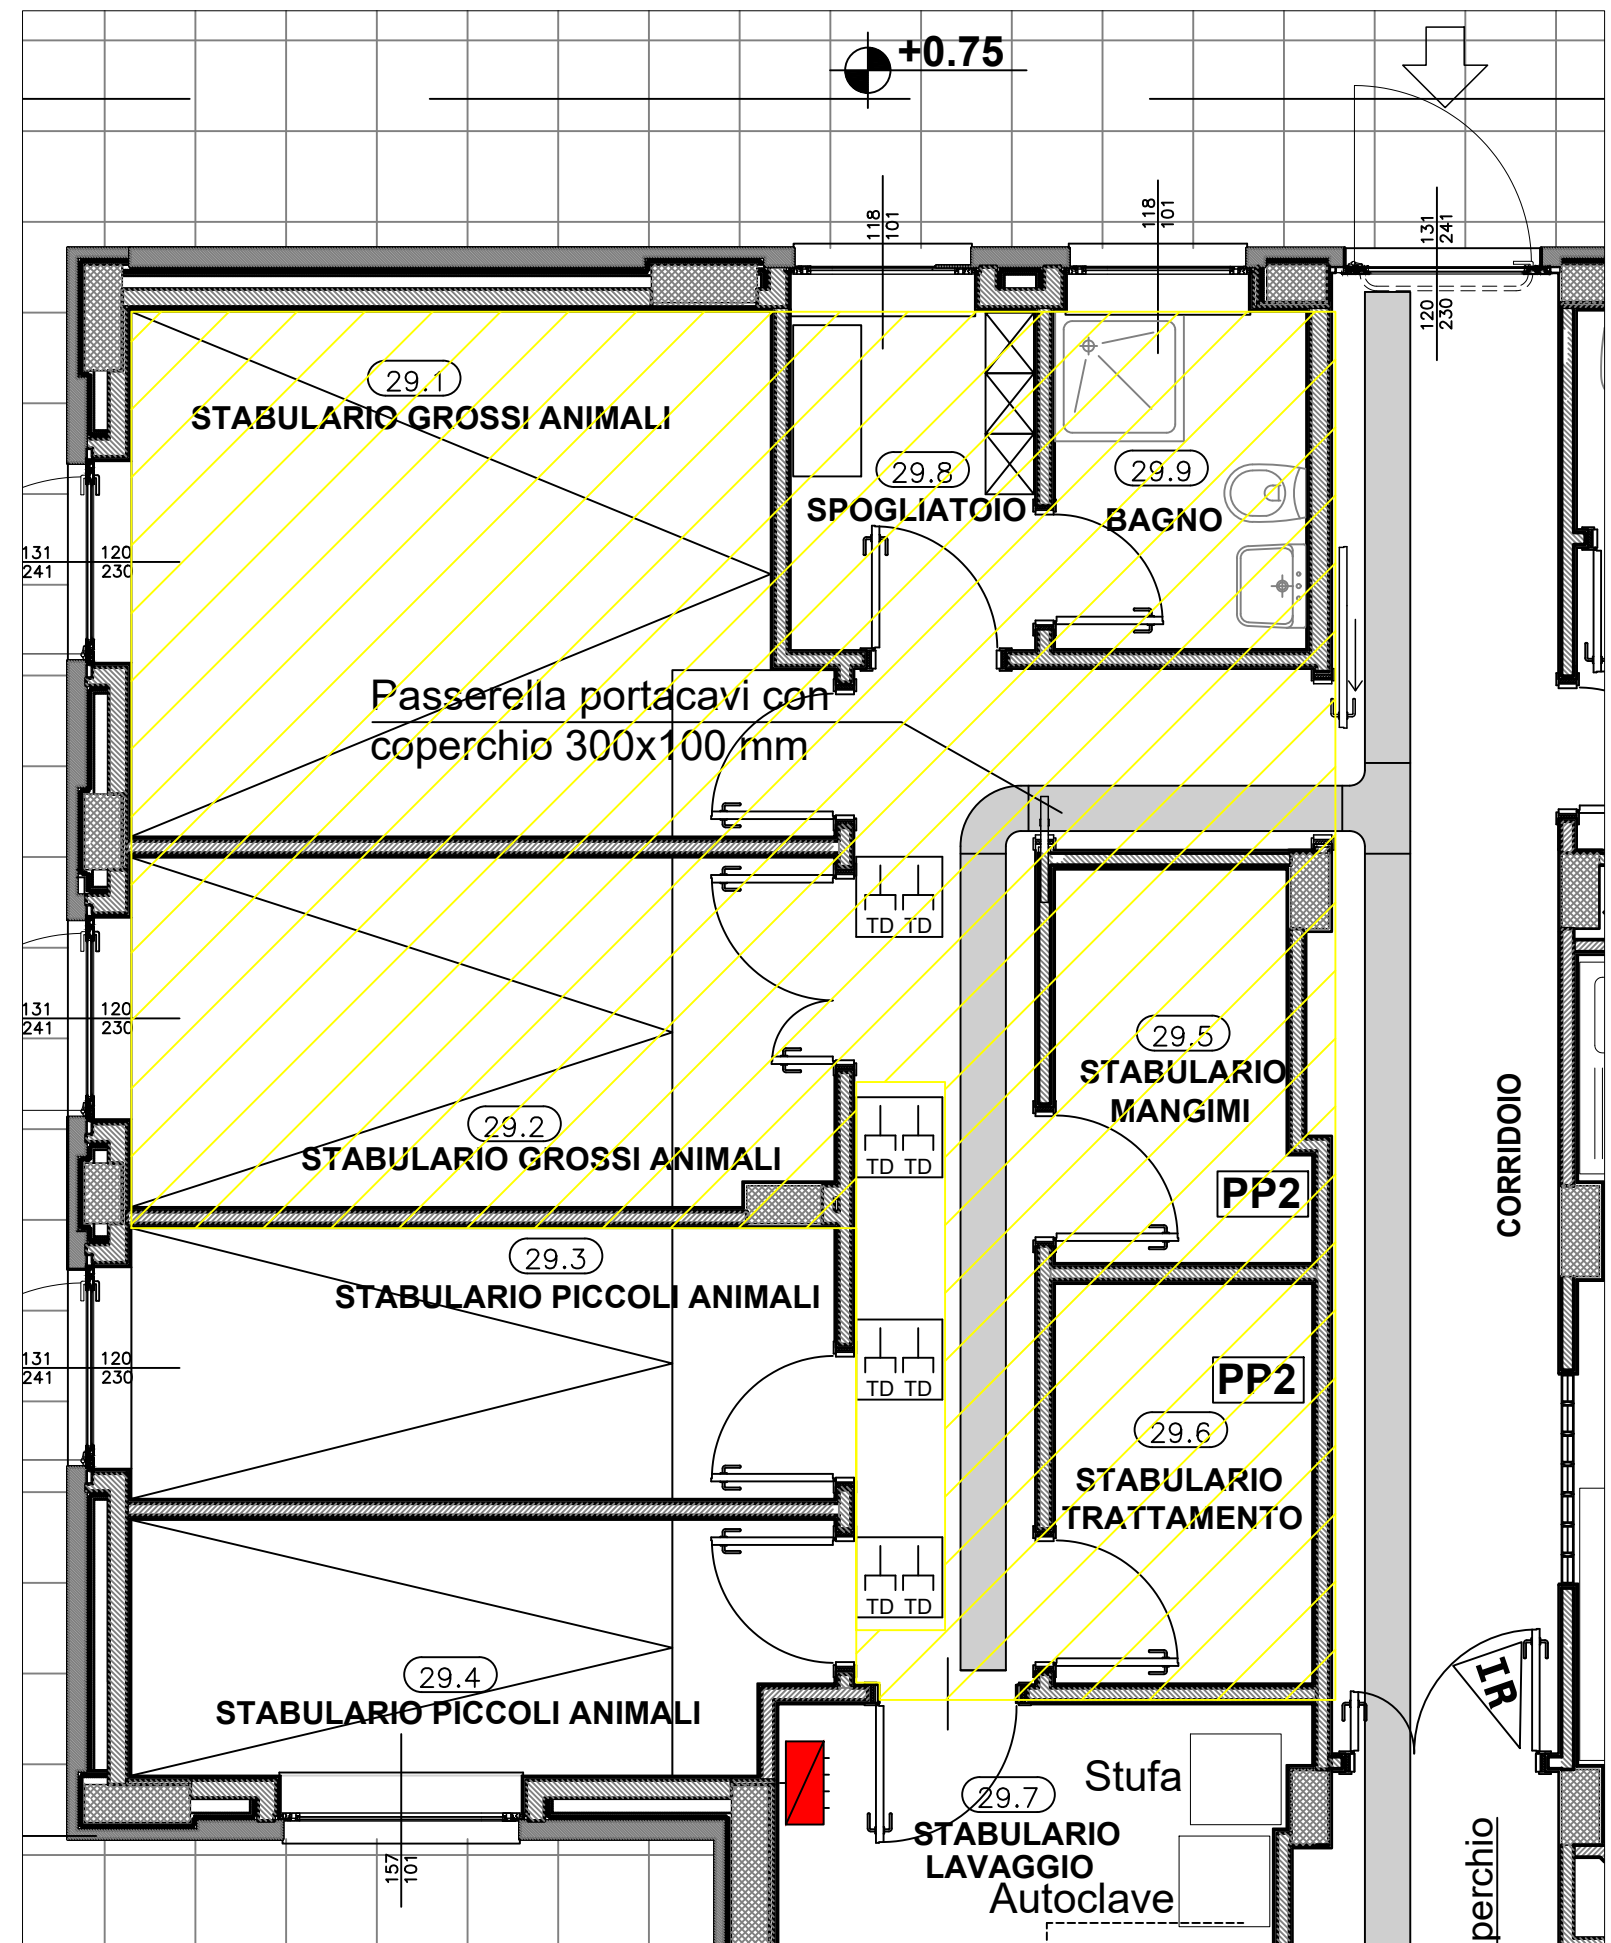 +0.75
118
101
118
101
131
241
120
230
29.1
STABULARIO GROSSI ANIMALI
29.8
SPOGLIATOIO
29.9
BAGNO
131
241
120
230
Passerella portacavi con
coperchio 300x100 mm
TD TD
131
241
120
230
29.5
STABULARIO
MANGIMI
29.2
STABULARIO GROSSI ANIMALI
TD TD
PP2
CORRIDOIO
29.3
STABULARIO PICCOLI ANIMALI
131
241
120
230
TD TD
PP2
29.6
STABULARIO
TRATTAMENTO
TD TD
29.4
STABULARIO PICCOLI ANIMALI
IR
Stufa
29.7
STABULARIO
LAVAGGIO
Autoclave
157
101
perchio